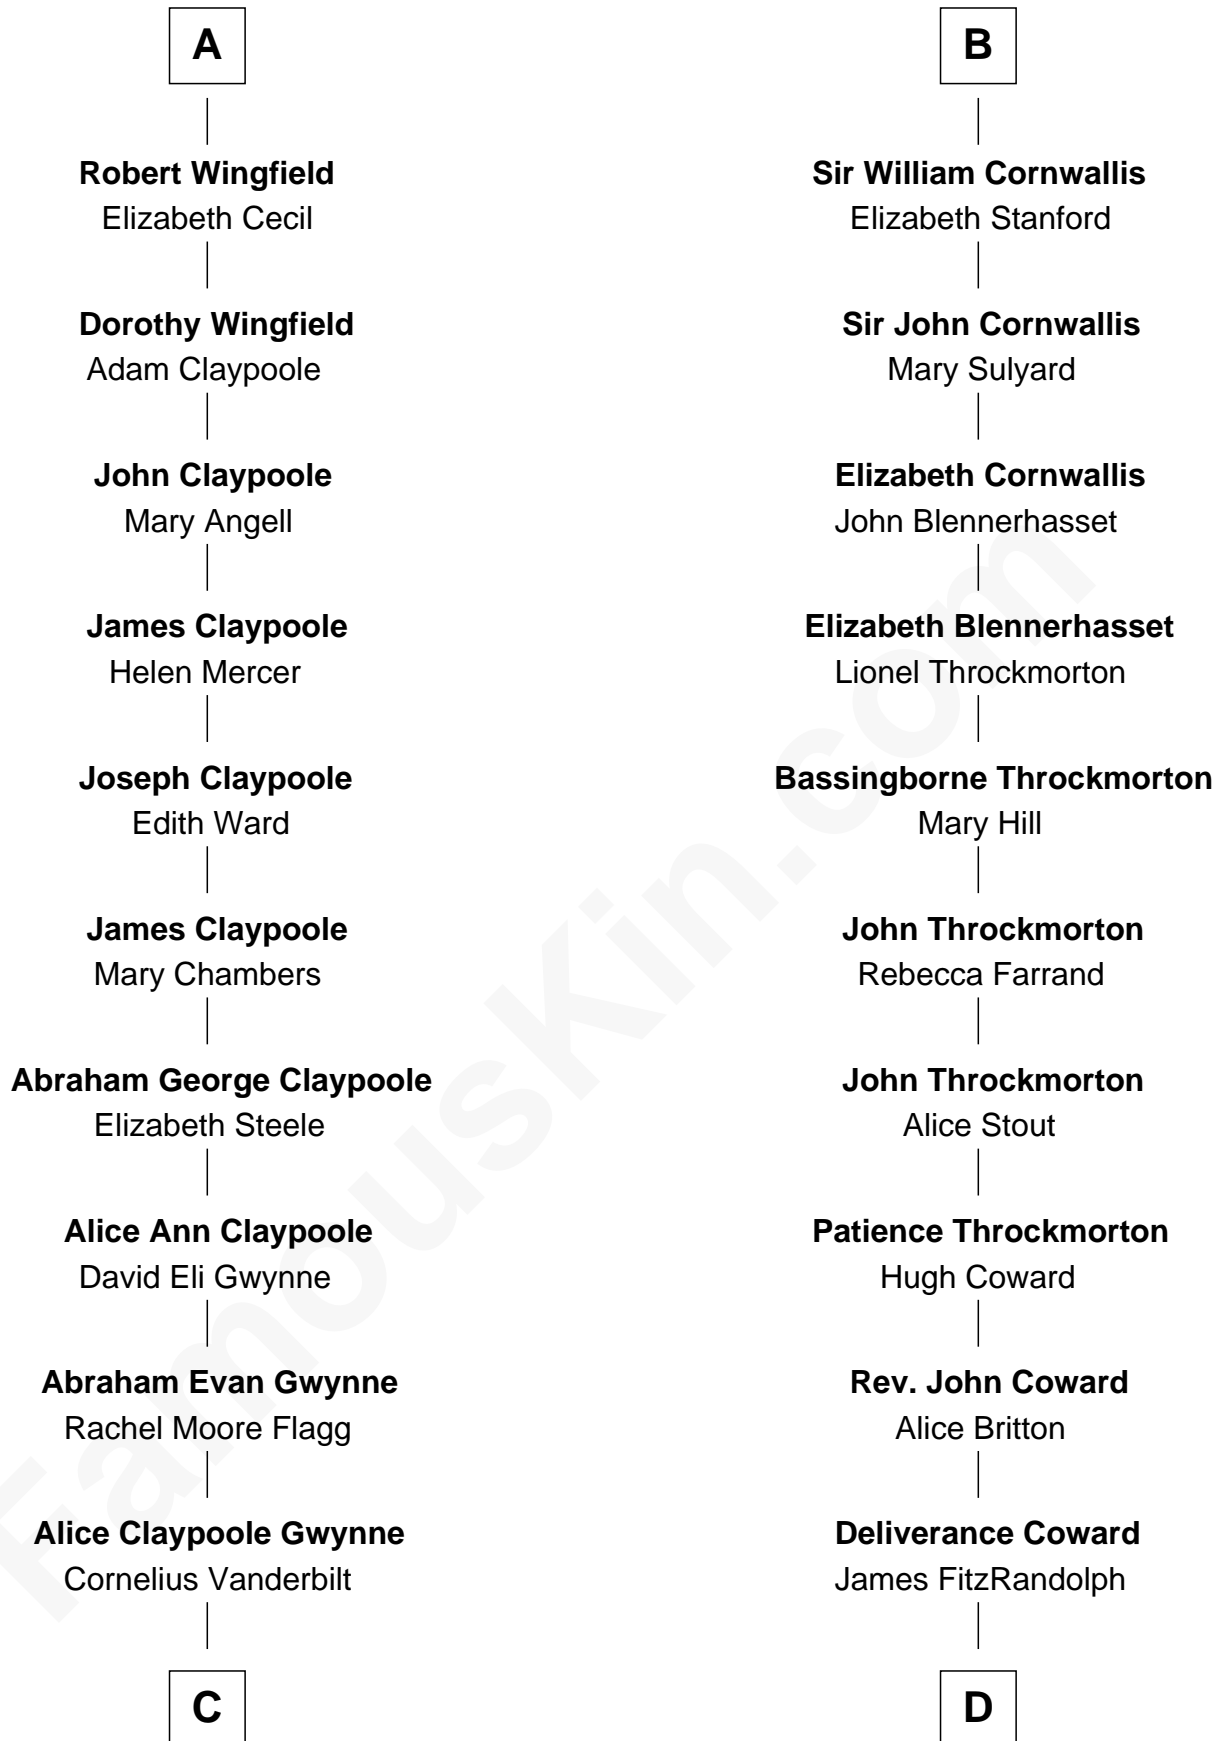 A
Robert Wingfield
Elizabeth Cecil
Dorothy Wingfield
Adam Claypoole
John Claypoole
Mary Angell
James Claypoole
Helen Mercer
Joseph Claypoole
Edith Ward
James Claypoole
Mary Chambers
Abraham George Claypoole
Elizabeth Steele
Alice Ann Claypoole
David Eli Gwynne
Abraham Evan Gwynne
Rachel Moore Flagg
Alice Claypoole Gwynne
Cornelius Vanderbilt
C
B
Sir William Cornwallis
Elizabeth Stanford
Sir John Cornwallis
Mary Sulyard
Elizabeth Cornwallis
John Blennerhasset
Elizabeth Blennerhasset
Lionel Throckmorton
Bassingborne Throckmorton
Mary Hill
John Throckmorton
Rebecca Farrand
John Throckmorton
Alice Stout
Patience Throckmorton
Hugh Coward
Rev. John Coward
Alice Britton
Deliverance Coward
James FitzRandolph
D
FamousKin.com